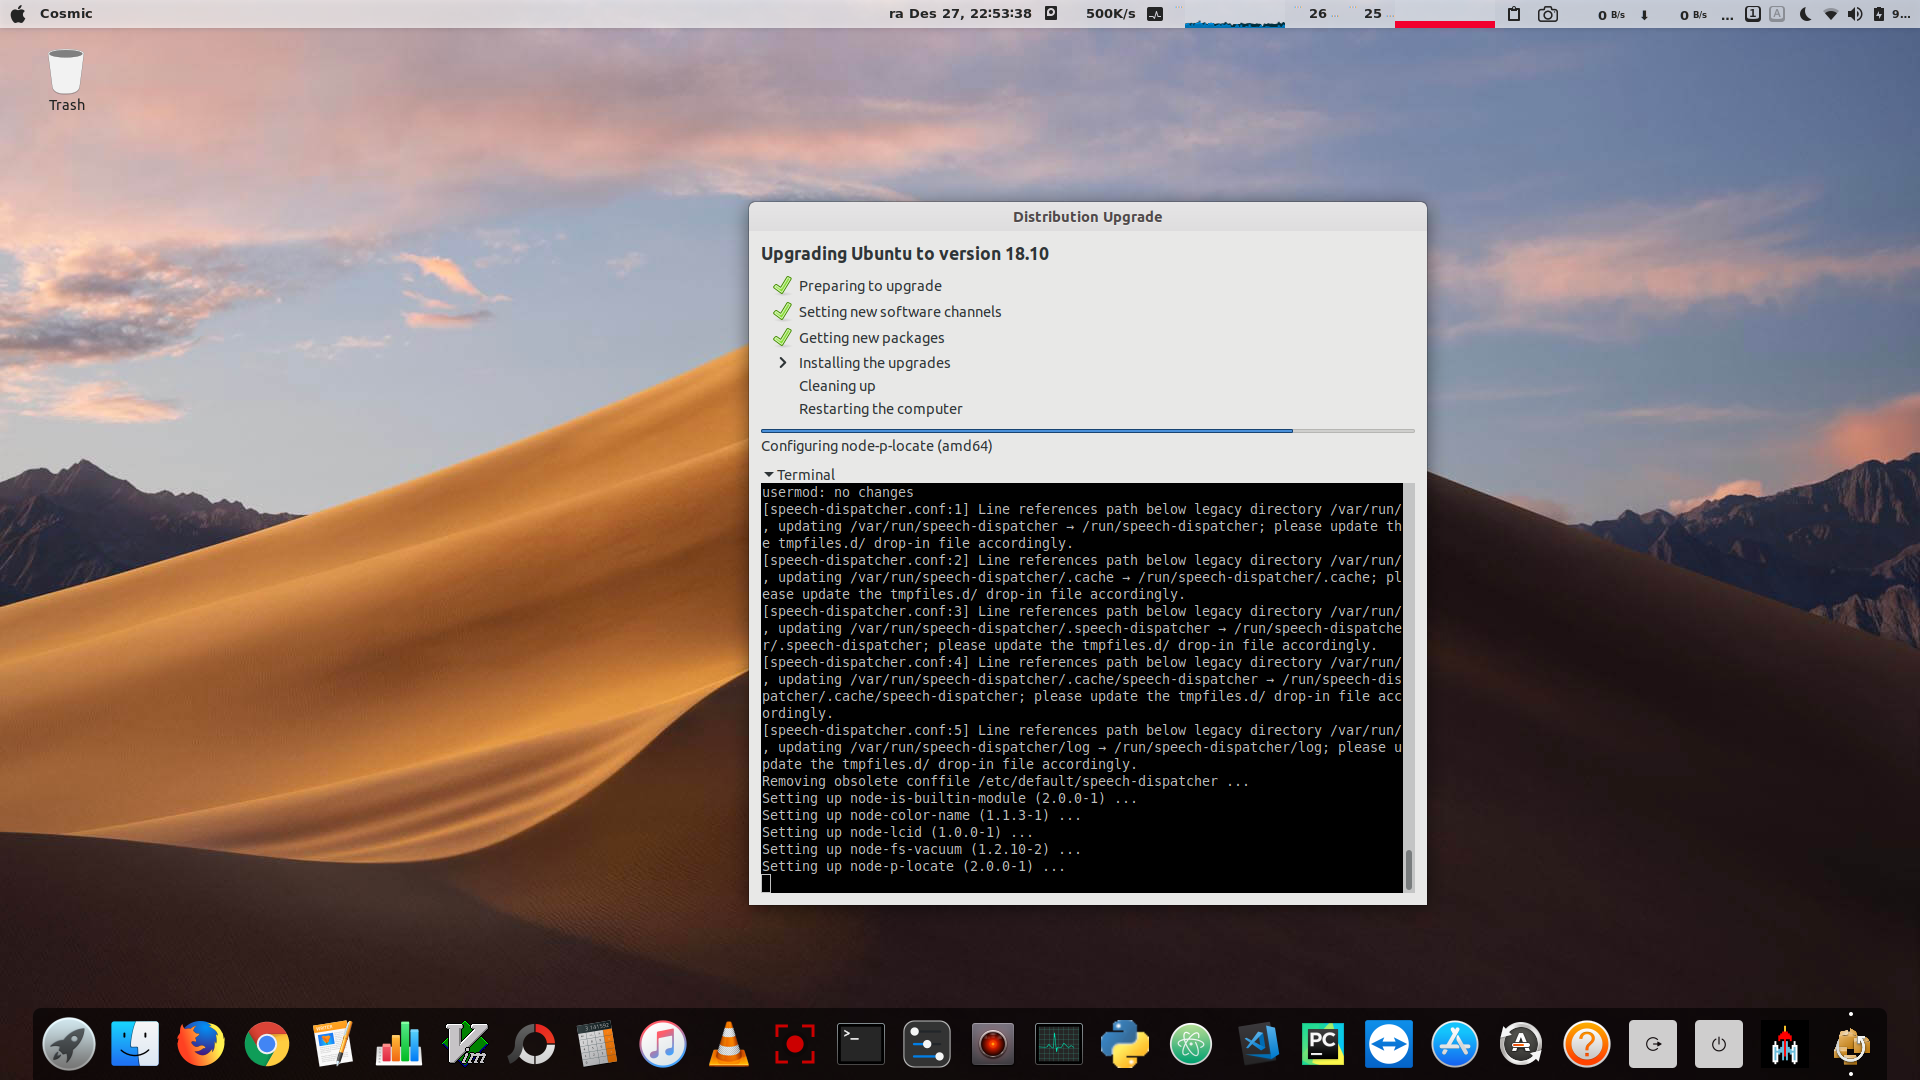 Cosmic
ra Des 27, 22:53:38
500K/s
26 ...
25 ...
0 B/s
0 B/s
...
1
A
9...
Trash
Distribution Upgrade
Upgrading Ubuntu to version 18.10
Preparing to upgrade
Setting new software channels
Getting new packages
Installing the upgrades
Cleaning up
Restarting the computer
Configuring node-p-locate (amd64)
Terminal
usermod: no changes
[speech-dispatcher.conf:1] Line references path below legacy directory /var/run/
, updating /var/run/speech-dispatcher → /run/speech-dispatcher; please update th
e tmpfiles.d/ drop-in file accordingly.
[speech-dispatcher.conf:2] Line references path below legacy directory /var/run/
, updating /var/run/speech-dispatcher/.cache → /run/speech-dispatcher/.cache; pl
ease update the tmpfiles.d/ drop-in file accordingly.
[speech-dispatcher.conf:3] Line references path below legacy directory /var/run/
, updating /var/run/speech-dispatcher/.speech-dispatcher → /run/speech-dispatche
r/.speech-dispatcher; please update the tmpfiles.d/ drop-in file accordingly.
[speech-dispatcher.conf:4] Line references path below legacy directory /var/run/
, updating /var/run/speech-dispatcher/.cache/speech-dispatcher → /run/speech-dis
patcher/.cache/speech-dispatcher; please update the tmpfiles.d/ drop-in file acc
ordingly.
[speech-dispatcher.conf:5] Line references path below legacy directory /var/run/
, updating /var/run/speech-dispatcher/log → /run/speech-dispatcher/log; please u
pdate the tmpfiles.d/ drop-in file accordingly.
Removing obsolete conffile /etc/default/speech-dispatcher ...
Setting up node-is-builtin-module (2.0.0-1) ...
Setting up node-color-name (1.1.3-1) ...
Setting up node-lcid (1.0.0-1) ...
Setting up node-fs-vacuum (1.2.10-2) ...
Setting up node-p-locate (2.0.0-1) ...
Vim
>_
PC
A
?